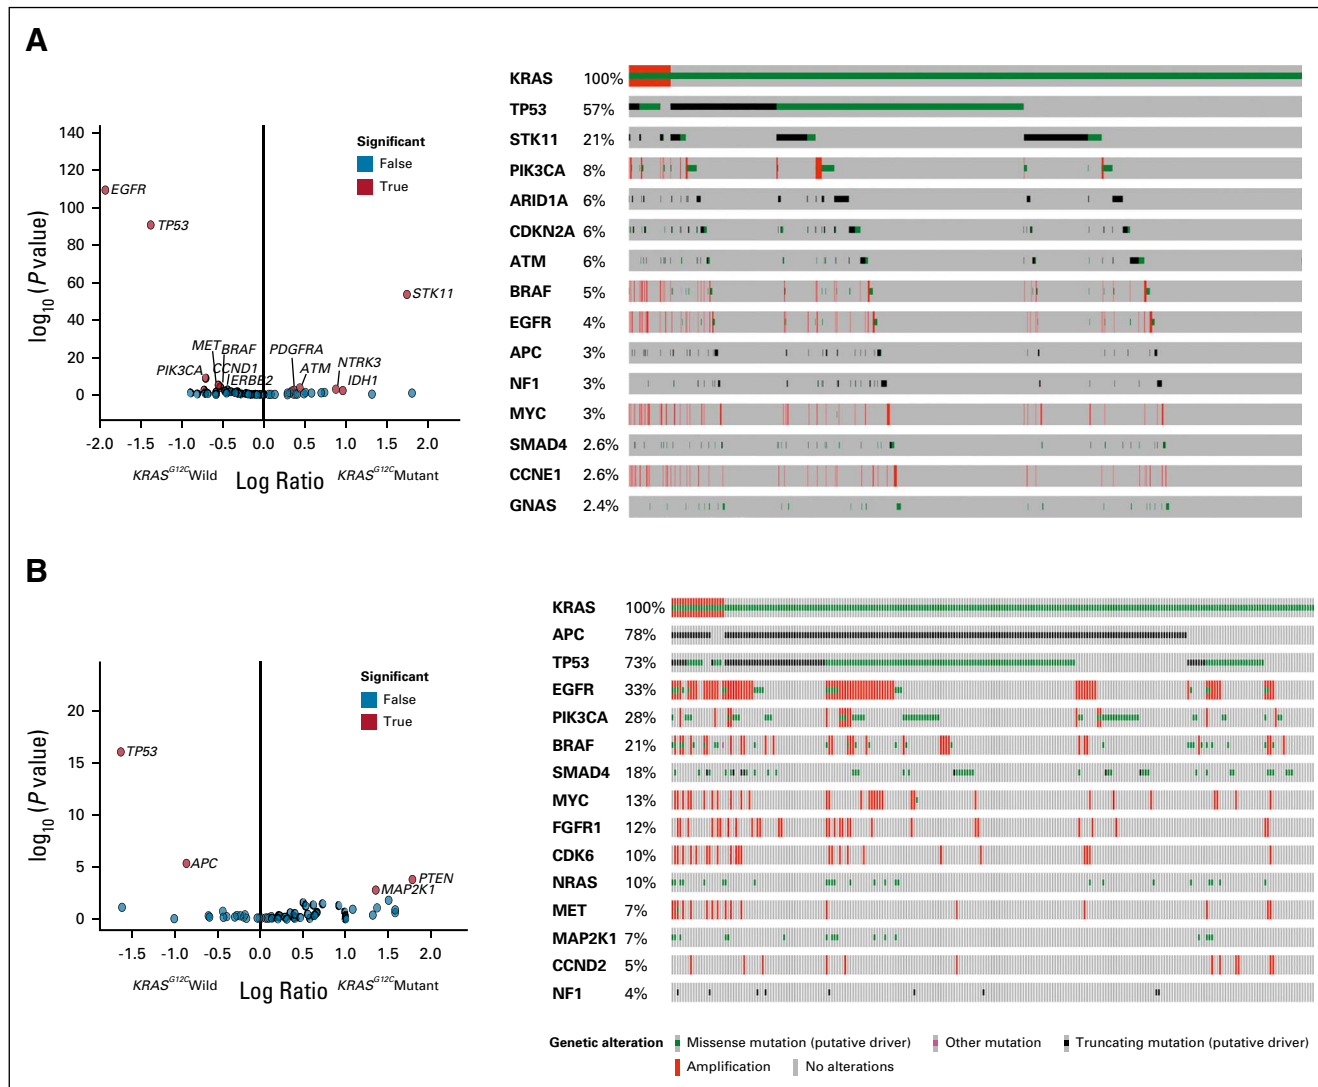 A
140
120
100
80
60
40
20
0
log10 (P value)
Significant
False
True
EGFR
TP53
STK11
MET
BRAF
PDGFRA
NTRK3
PIK3CA
CCND1
ATM
ERBB2
IDH1
-2.0 -1.5 -1.0 -0.5 0.0 0.5 1.0 1.5 2.0
KRASG12C Wild Log Ratio KRASG12C Mutant
KRAS 100%
TP53 57%
STK11 21%
PIK3CA 8%
ARID1A 6%
CDKN2A 6%
ATM 6%
BRAF 5%
EGFR 4%
APC 3%
NF1 3%
MYC 3%
SMAD4 2.6%
CCNE1 2.6%
GNAS 2.4%
B
20
15
10
5
0
log10 (P value)
Significant
False
True
TP53
APC
PTEN
MAP2K1
-1.5 -1.0 -0.5 0.0 0.5 1.0 1.5 2.0
KRASG12C Wild Log Ratio KRASG12C Mutant
KRAS 100%
APC 78%
TP53 73%
EGFR 33%
PIK3CA 28%
BRAF 21%
SMAD4 18%
MYC 13%
FGFR1 12%
CDK6 10%
NRAS 10%
MET 7%
MAP2K1 7%
CCND2 5%
NF1 4%
Genetic alteration Missense mutation (putative driver) Other mutation Truncating mutation (putative driver)
Amplification No alterations